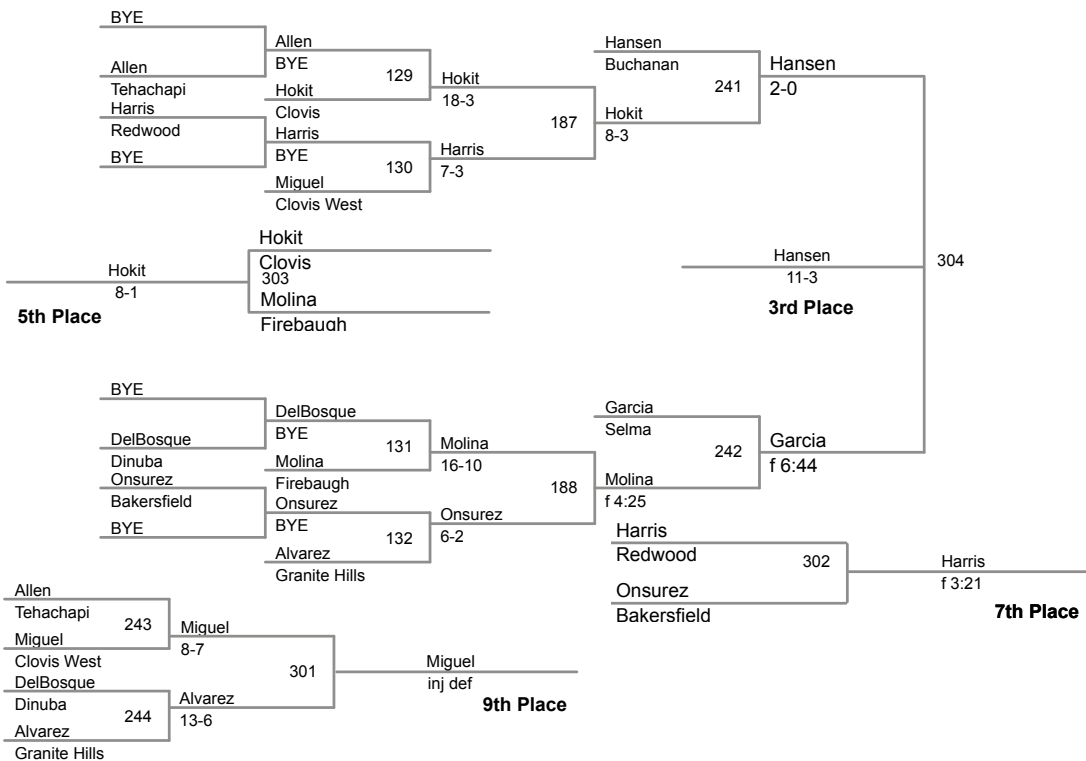 BYE
Allen
Tehachapi
Harris
Redwood
BYE
Allen
BYE
129
Hokit
Clovis
Harris
BYE
130
Miguel
Clovis West
Hokit
18-3
187
Harris
7-3
Hansen
Buchanan
241
Hokit
8-3
Hansen
2-0
304
Hansen
11-3
3rd Place
Hokit
Clovis
303
Molina
Firebaugh
Hokit
8-1
5th Place
BYE
DelBosque
Dinuba
Onsurez
Bakersfield
BYE
DelBosque
BYE
131
Molina
Firebaugh
Onsurez
BYE
132
Alvarez
Granite Hills
Molina
16-10
188
Onsurez
6-2
Garcia
Selma
242
Molina
f 4:25
Garcia
f 6:44
Harris
Redwood
302
Onsurez
Bakersfield
Harris
f 3:21
7th Place
Allen
Tehachapi
243
Miguel
Clovis West
DelBosque
Dinuba
244
Alvarez
Granite Hills
Miguel
8-7
301
Alvarez
13-6
Miguel
inj def
9th Place